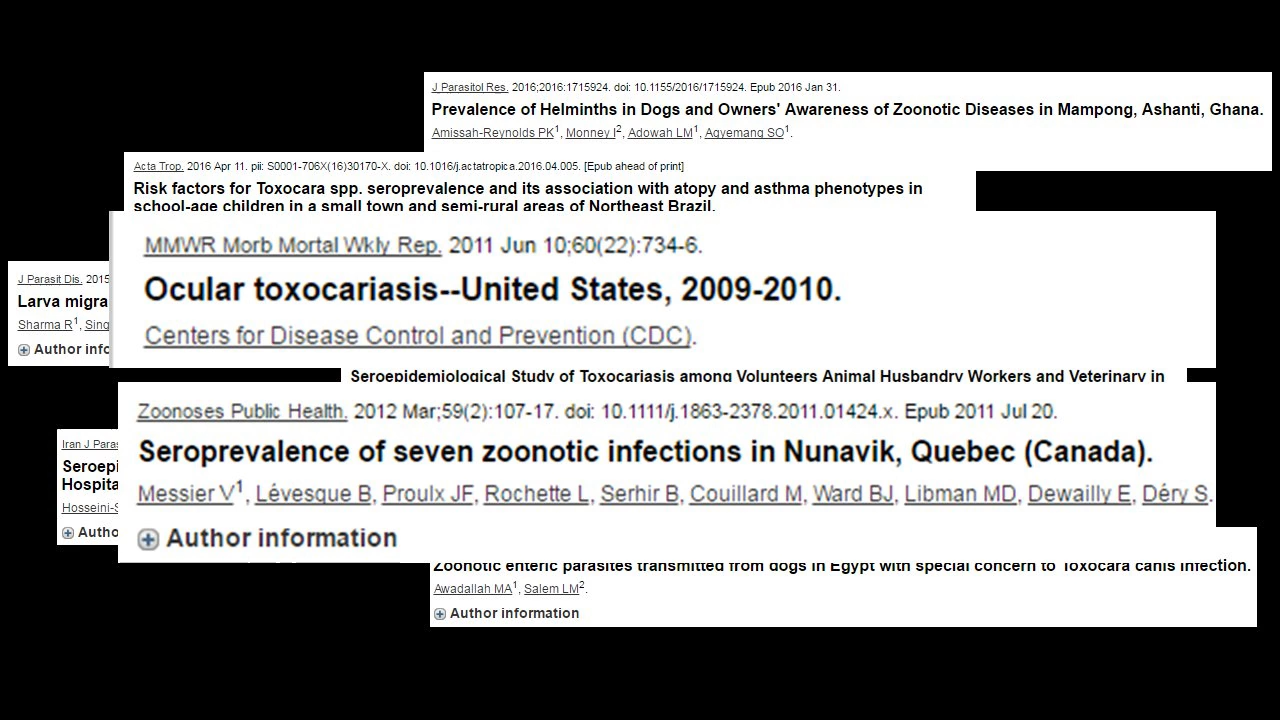 J Parasitol Res. 2016;2016:1715924. doi: 10.1155/2016/1715924. Epub 2016 Jan 31.
Prevalence of Helminths in Dogs and Owners' Awareness of Zoonotic Diseases in Mampong, Ashanti, Ghana.
Amissah-Reynolds PK1, Monney I2, Adowah LM1, Agyemang SO1.
Acta Trop. 2016 Apr 11. pii: S0001-706X(16)30170-X. doi: 10.1016/j.actatropica.2016.04.005. [Epub ahead of print]
Risk factors for Toxocara spp. seroprevalence and its association with atopy and asthma phenotypes in
school-age children in a small town and semi-rural areas of Northeast Brazil.
MMWR Morb Mortal Wkly Rep. 2011 Jun 10;60(22):734-6.
Ocular toxocariasis--United States, 2009-2010.
Centers for Disease Control and Prevention (CDC).
J Parasit Dis. 2015
Larva migra
Sharma R1, Sing
Author info
Seroepidemiological Study of Toxocariasis among Volunteers Animal Husbandry Workers and Veterinary in
Zoonoses Public Health. 2012 Mar;59(2):107-17. doi: 10.1111/j.1863-2378.2011.01424.x. Epub 2011 Jul 20.
Seroprevalence of seven zoonotic infections in Nunavik, Quebec (Canada).
Messier V1, Lévesque B, Proulx JF, Rochette L, Serhir B, Couillard M, Ward BJ, Libman MD, Dewailly E, Déry S.
Author information
Iran J Paras
Seroepi
Hospita
Hosseini-S
Autho
Zoonotic enteric parasites transmitted from dogs in Egypt with special concern to Toxocara canis infection.
Awadallah MA1, Salem LM2.
Author information